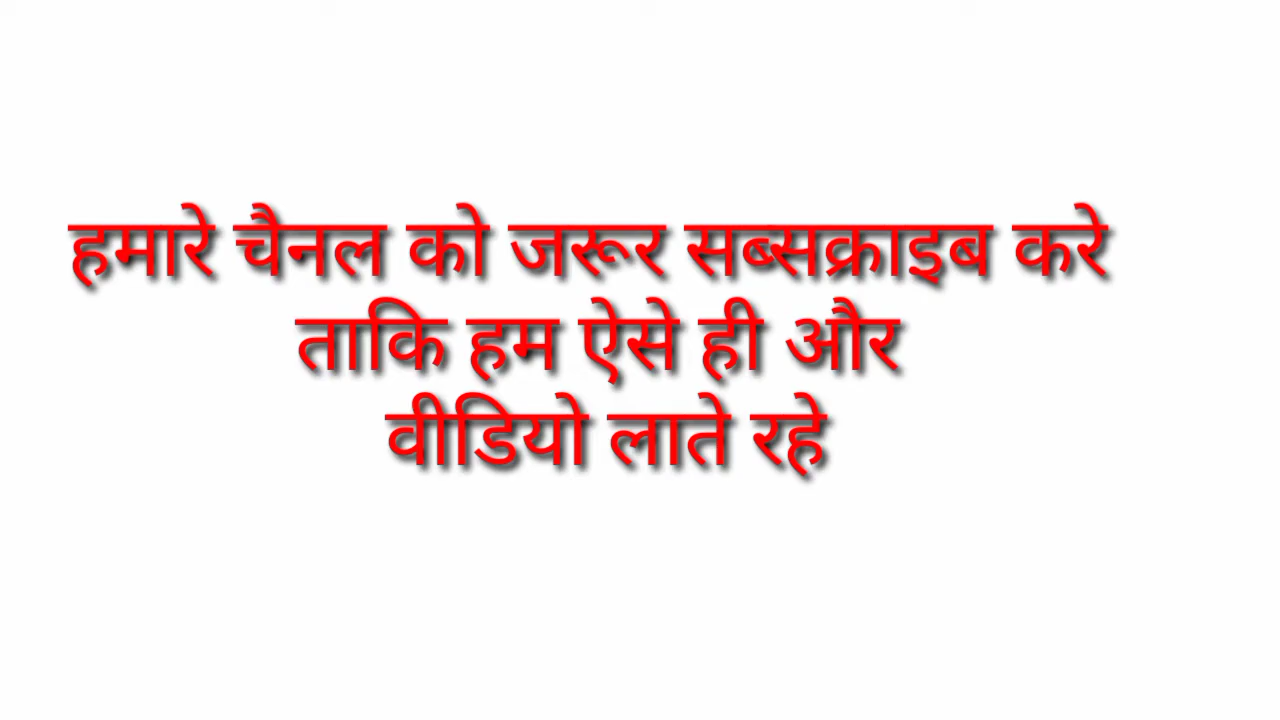 हमारे चैनल को जरूर सब्सक्राइब करे
ताकि हम ऐसे ही और
वीडियो लाते रहे